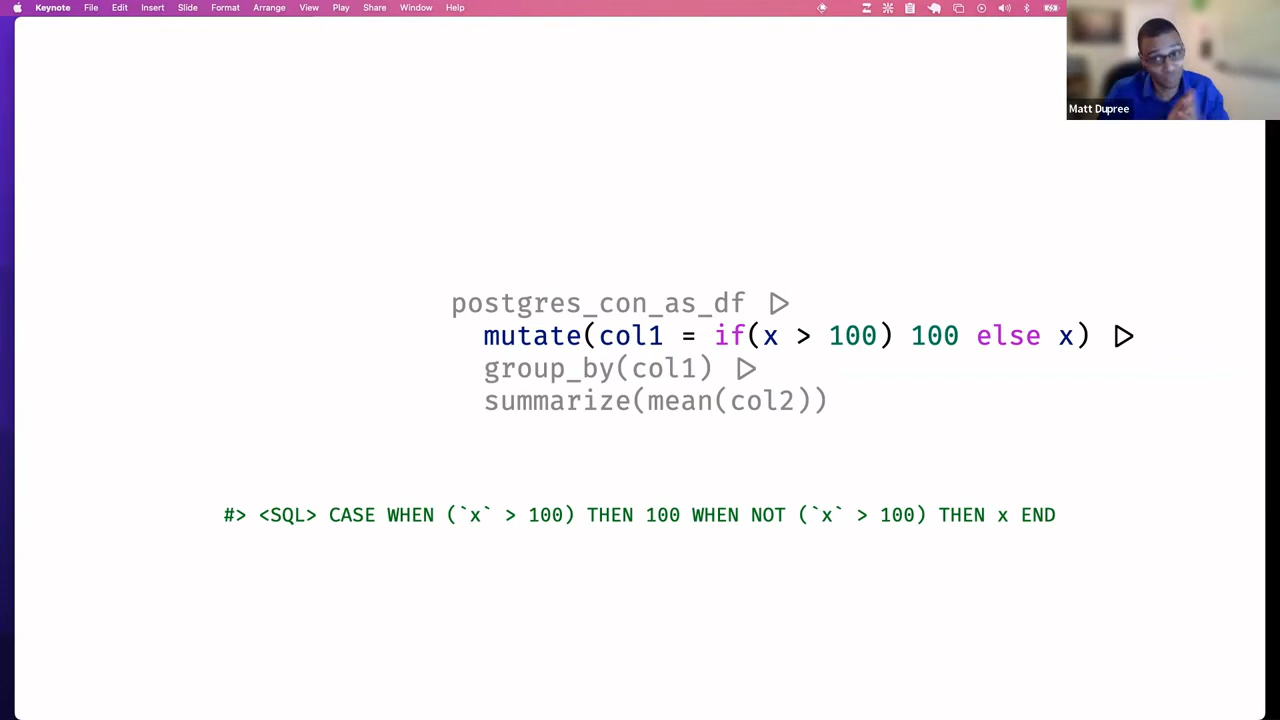 Keynote File Edit Insert Slide Format Arrange View Play Share Window Help
Matt Dupree
postgres_con_as_df |>
mutate(col1 = if(x > 100) 100 else x) |>
group_by(col1) |>
summarize(mean(col2))
#> <SQL> CASE WHEN (`x` > 100) THEN 100 WHEN NOT (`x` > 100) THEN x END